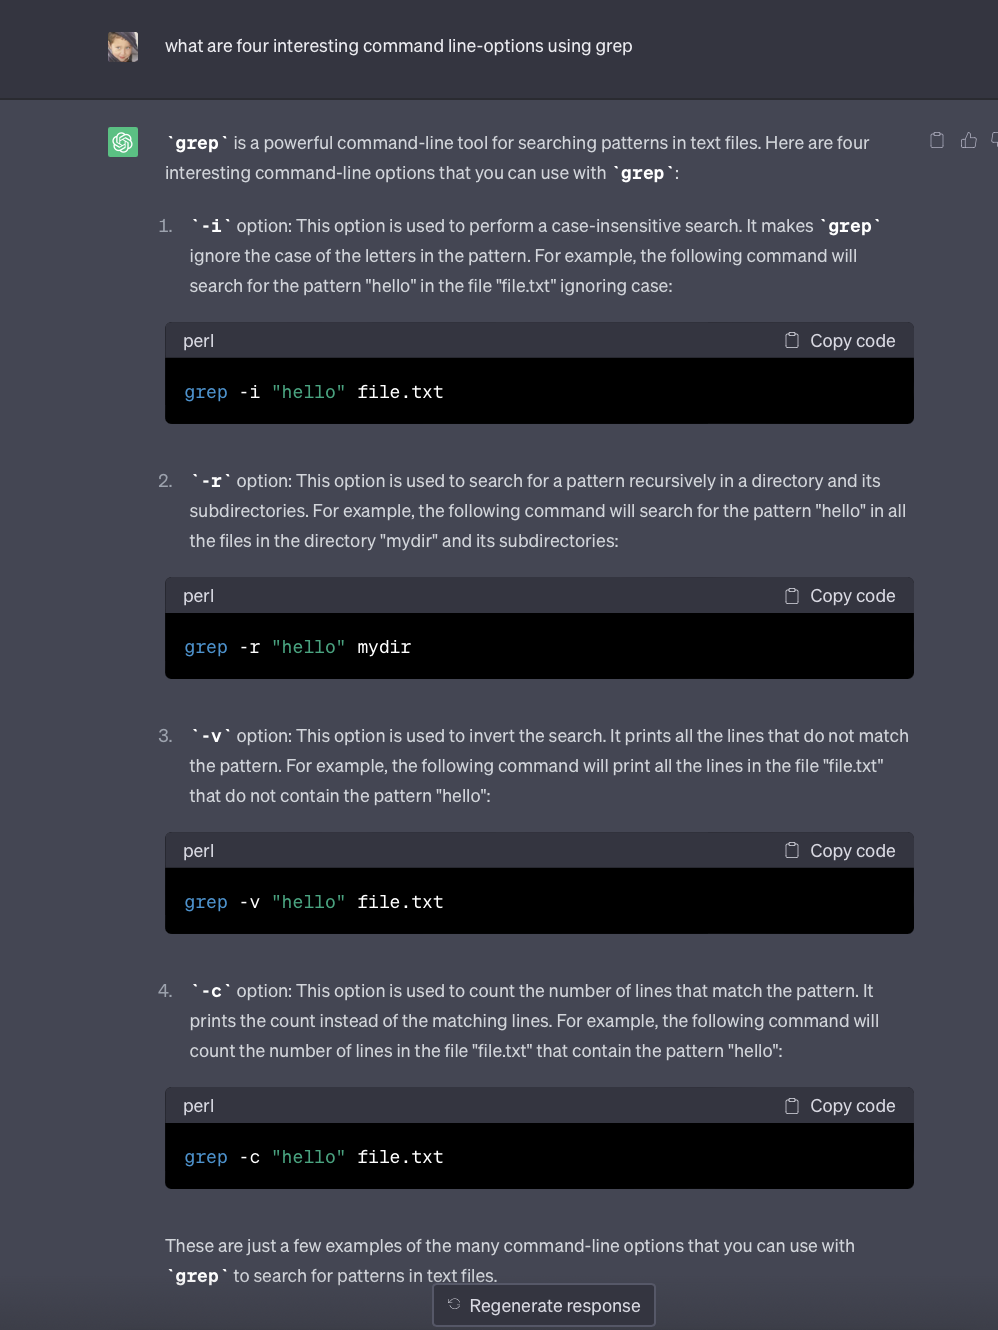 what are four interesting command line-options using grep
`grep` is a powerful command-line tool for searching patterns in text files. Here are four
interesting command-line options that you can use with `grep`:
1. `-i` option: This option is used to perform a case-insensitive search. It makes `grep`
ignore the case of the letters in the pattern. For example, the following command will
search for the pattern "hello" in the file "file.txt" ignoring case:
perl Copy code
grep -i "hello" file.txt
2. `-r` option: This option is used to search for a pattern recursively in a directory and its
subdirectories. For example, the following command will search for the pattern "hello" in all
the files in the directory "mydir" and its subdirectories:
perl Copy code
grep -r "hello" mydir
3. `-v` option: This option is used to invert the search. It prints all the lines that do not match
the pattern. For example, the following command will print all the lines in the file "file.txt"
that do not contain the pattern "hello":
perl Copy code
grep -v "hello" file.txt
4. `-c` option: This option is used to count the number of lines that match the pattern. It
prints the count instead of the matching lines. For example, the following command will
count the number of lines in the file "file.txt" that contain the pattern "hello":
perl Copy code
grep -c "hello" file.txt
These are just a few examples of the many command-line options that you can use with
`grep` to search for patterns in text files.
Regenerate response